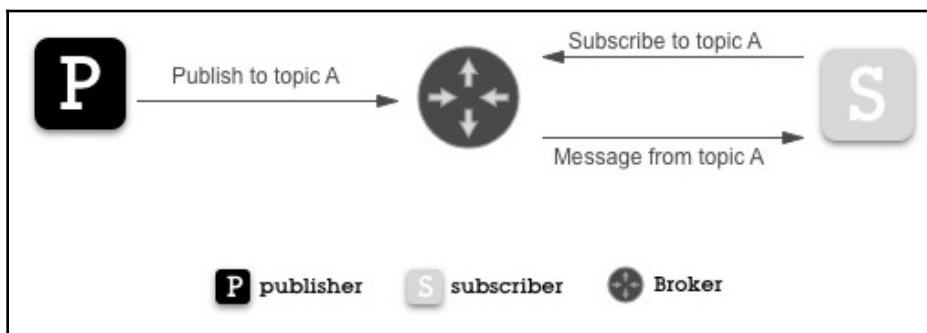 P
Publish to topic A
Subscribe to topic A
Message from topic A
S
P publisher
S subscriber
Broker